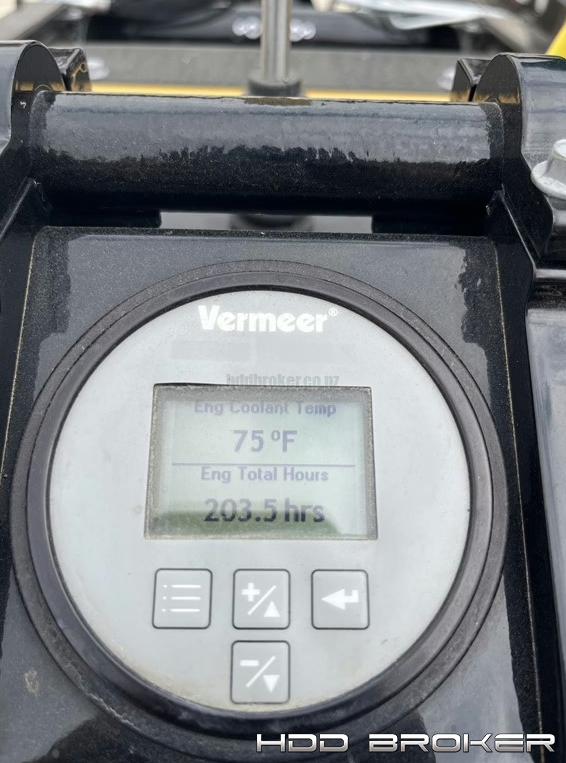 Vermeer®
hddbroker.co.nz
Eng Coolant Temp
75 °F
Eng Total Hours
203.5 hrs
HDD BROKER